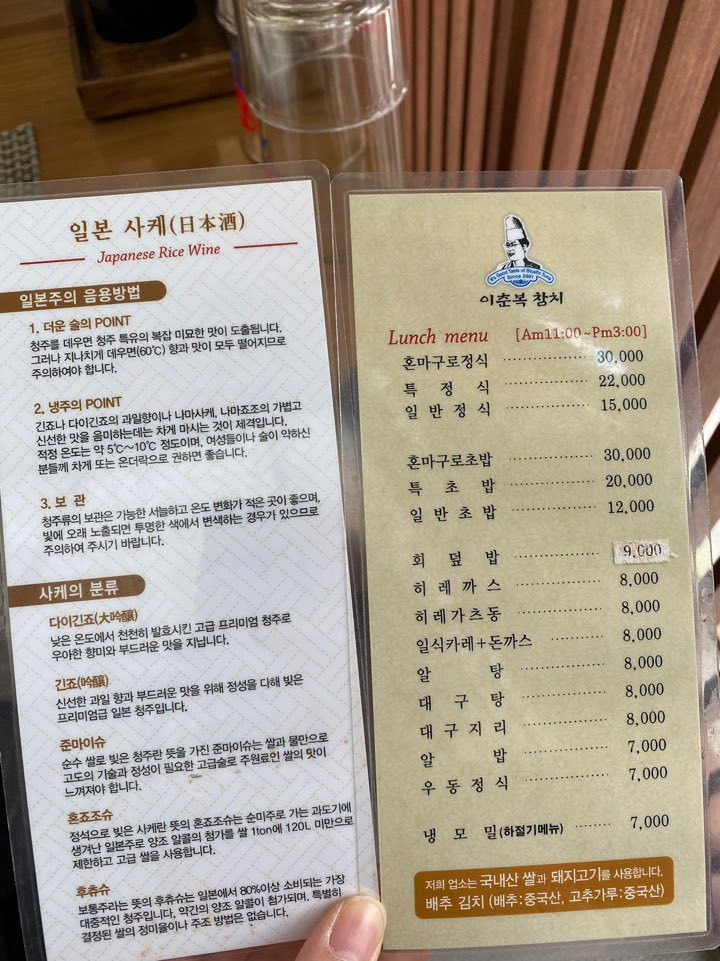 일본 사케(日本酒)
Japanese Rice Wine
일본주의 음용방법
1. 더운 술의 POINT
청주를 데우면 청주 특유의 복잡 미묘한 맛이 도출됩니다.
그러나 지나치게 데우면(60℃) 향과 맛이 모두 떨어지므로
주의하여야 합니다.
2. 냉주의 POINT
긴죠나 다이긴죠의 과일향이나 나마사케, 나마죠조의 가볍고
신선한 맛을 음미하는데는 차게 마시는 것이 제격입니다.
적정 온도는 약 5℃～10℃ 정도이며, 여성들이나 술이 약하신
분들께 차게 또는 온더락으로 권하면 좋습니다.
3. 보 관
청주류의 보관은 가능한 서늘하고 온도 변화가 적은 곳이 좋으며,
빛에 오래 노출되면 투명한 색에서 변색하는 경우가 있으므로
주의하여 주시기 바랍니다.
사케의 분류
다이긴죠(大吟釀)
낮은 온도에서 천천히 발효시킨 고급 프리미엄 청주로
우아한 향미와 부드러운 맛을 지닙니다.
긴죠(吟釀)
신선한 과일 향과 부드러운 맛을 위해 정성을 다해 빚은
프리미엄급 일본 청주입니다.
준마이슈
순수 쌀로 빚은 청주란 뜻을 가진 준마이슈는 쌀과 물만으로
고도의 기술과 정성이 필요한 고급술로 주원료인 쌀의 맛이
느껴져야 합니다.
혼죠조슈
정석으로 빚은 사케란 뜻의 혼죠조슈는 순미주로 가는 과도기에
생겨난 일본주로 양조 알콜의 첨가를 쌀 1ton에 120L 미만으로
제한하고 고급 쌀을 사용합니다.
후츄슈
보통주라는 뜻의 후츄슈는 일본에서 80%이상 소비되는 가장
대중적인 청주입니다. 약간의 양조 알콜이 첨가되며, 특별히
결정된 쌀의 정미율이나 주조 방법은 없습니다.
It's Good Taste of Bluefin Tuna
Since 2001
이춘복 참치
Lunch menu [Am11:00~Pm3:00]
혼마구로정식 ········ 30,000
특 정 식 ········ 22,000
일반정식 ········ 15,000
혼마구로초밥 ········ 30,000
특 초 밥 ········ 20,000
일반초밥 ········ 12,000
회 덮 밥 ········ 9,000
히레까스 ········ 8,000
히레가츠동 ········ 8,000
일식카레+돈까스 ········ 8,000
알 탕 ········ 8,000
대 구 탕 ········ 8,000
대구지리 ········ 8,000
알 밥 ········ 7,000
우동정식 ········ 7,000
냉 모 밀(하절기메뉴) ········ 7,000
저희 업소는 국내산 쌀과 돼지고기를 사용합니다.
배추 김치 (배추:중국산, 고추가루:중국산)